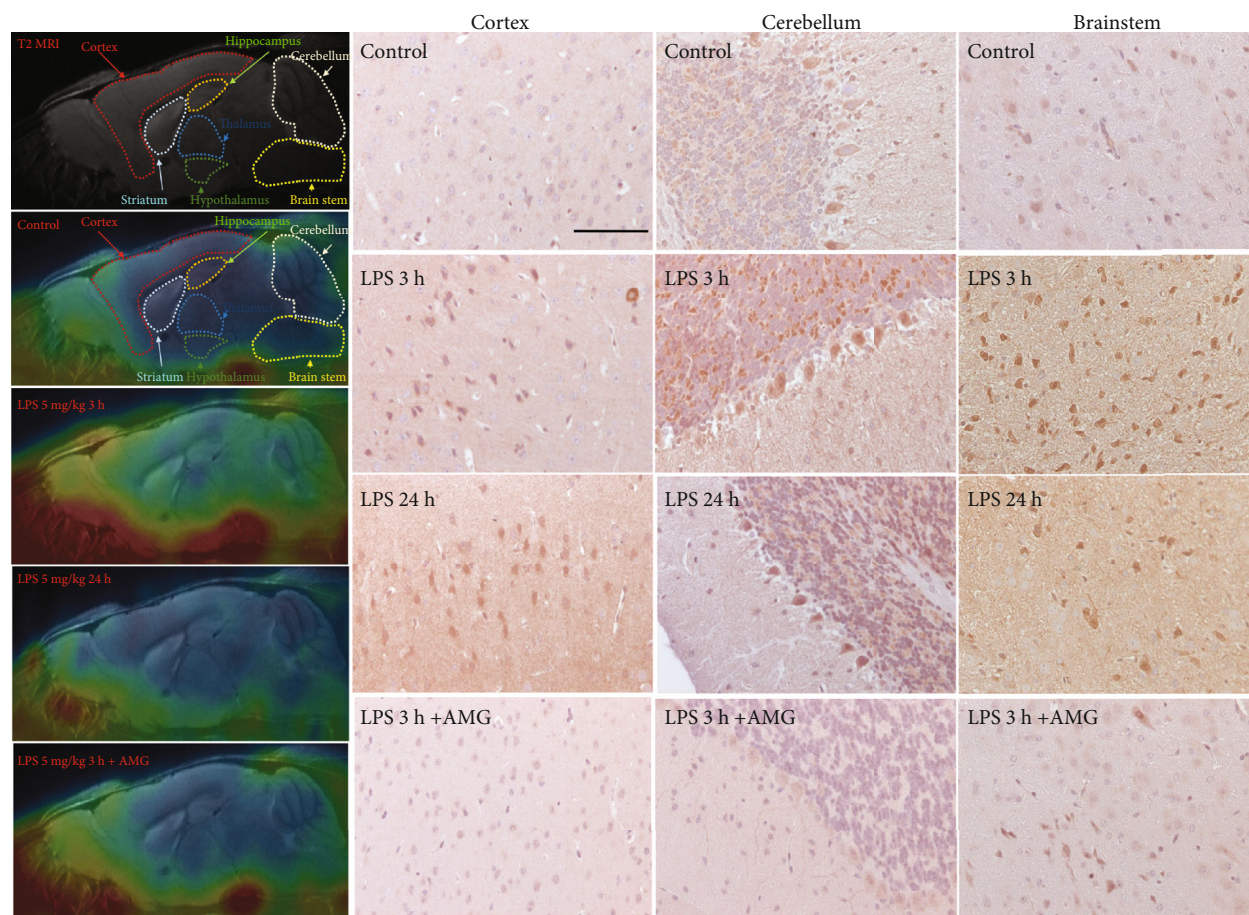 Cortex
Cerebellum
Brainstem
T2 MRI
Cortex
Hippocampus
Cerebellum
Thalamus
Striatum
Hypothalamus
Brain stem
Control
Cortex
Hippocampus
Cerebellum
Thalamus
Striatum
Hypothalamus
Brain stem
LPS 5 mg/kg 3 h
LPS 5 mg/kg 24 h
LPS 5 mg/kg 3 h + AMG
Control
Control
Control
LPS 3 h
LPS 3 h
LPS 3 h
LPS 24 h
LPS 24 h
LPS 24 h
LPS 3 h +AMG
LPS 3 h +AMG
LPS 3 h +AMG